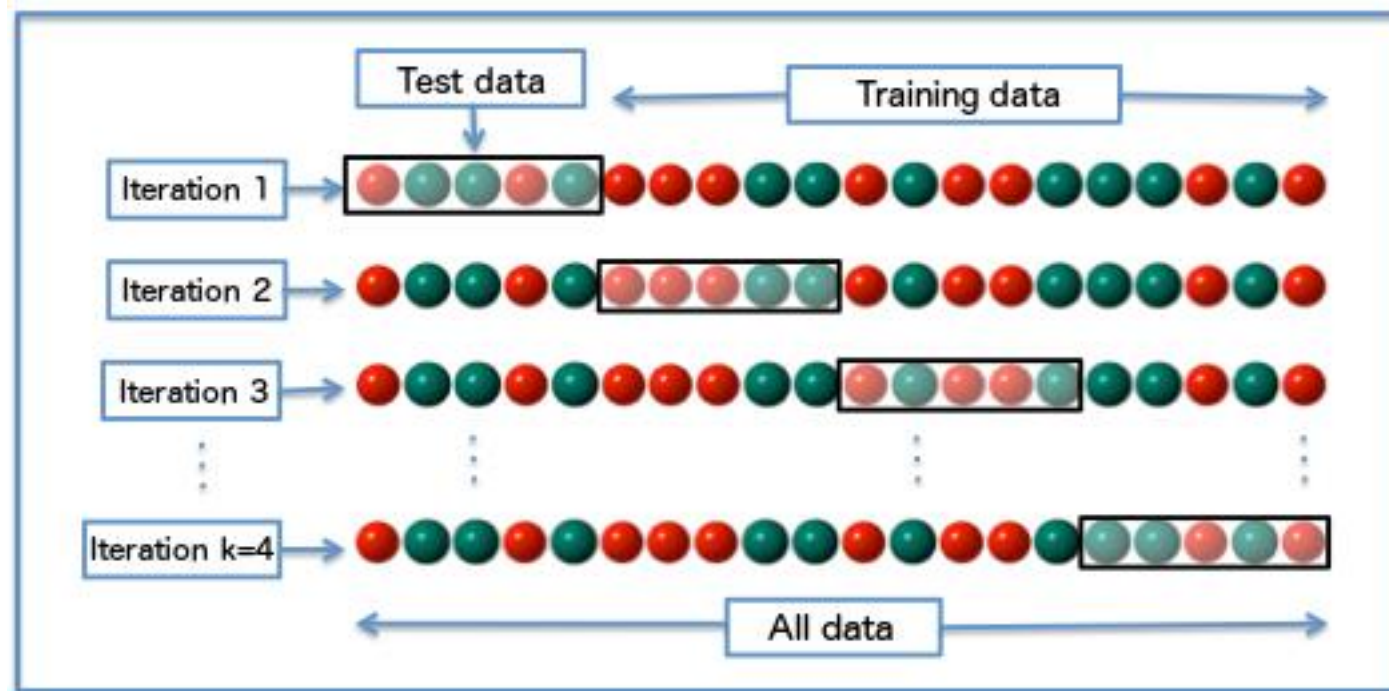 Test data
Training data
Iteration 1
Iteration 2
Iteration 3
Iteration k=4
All data